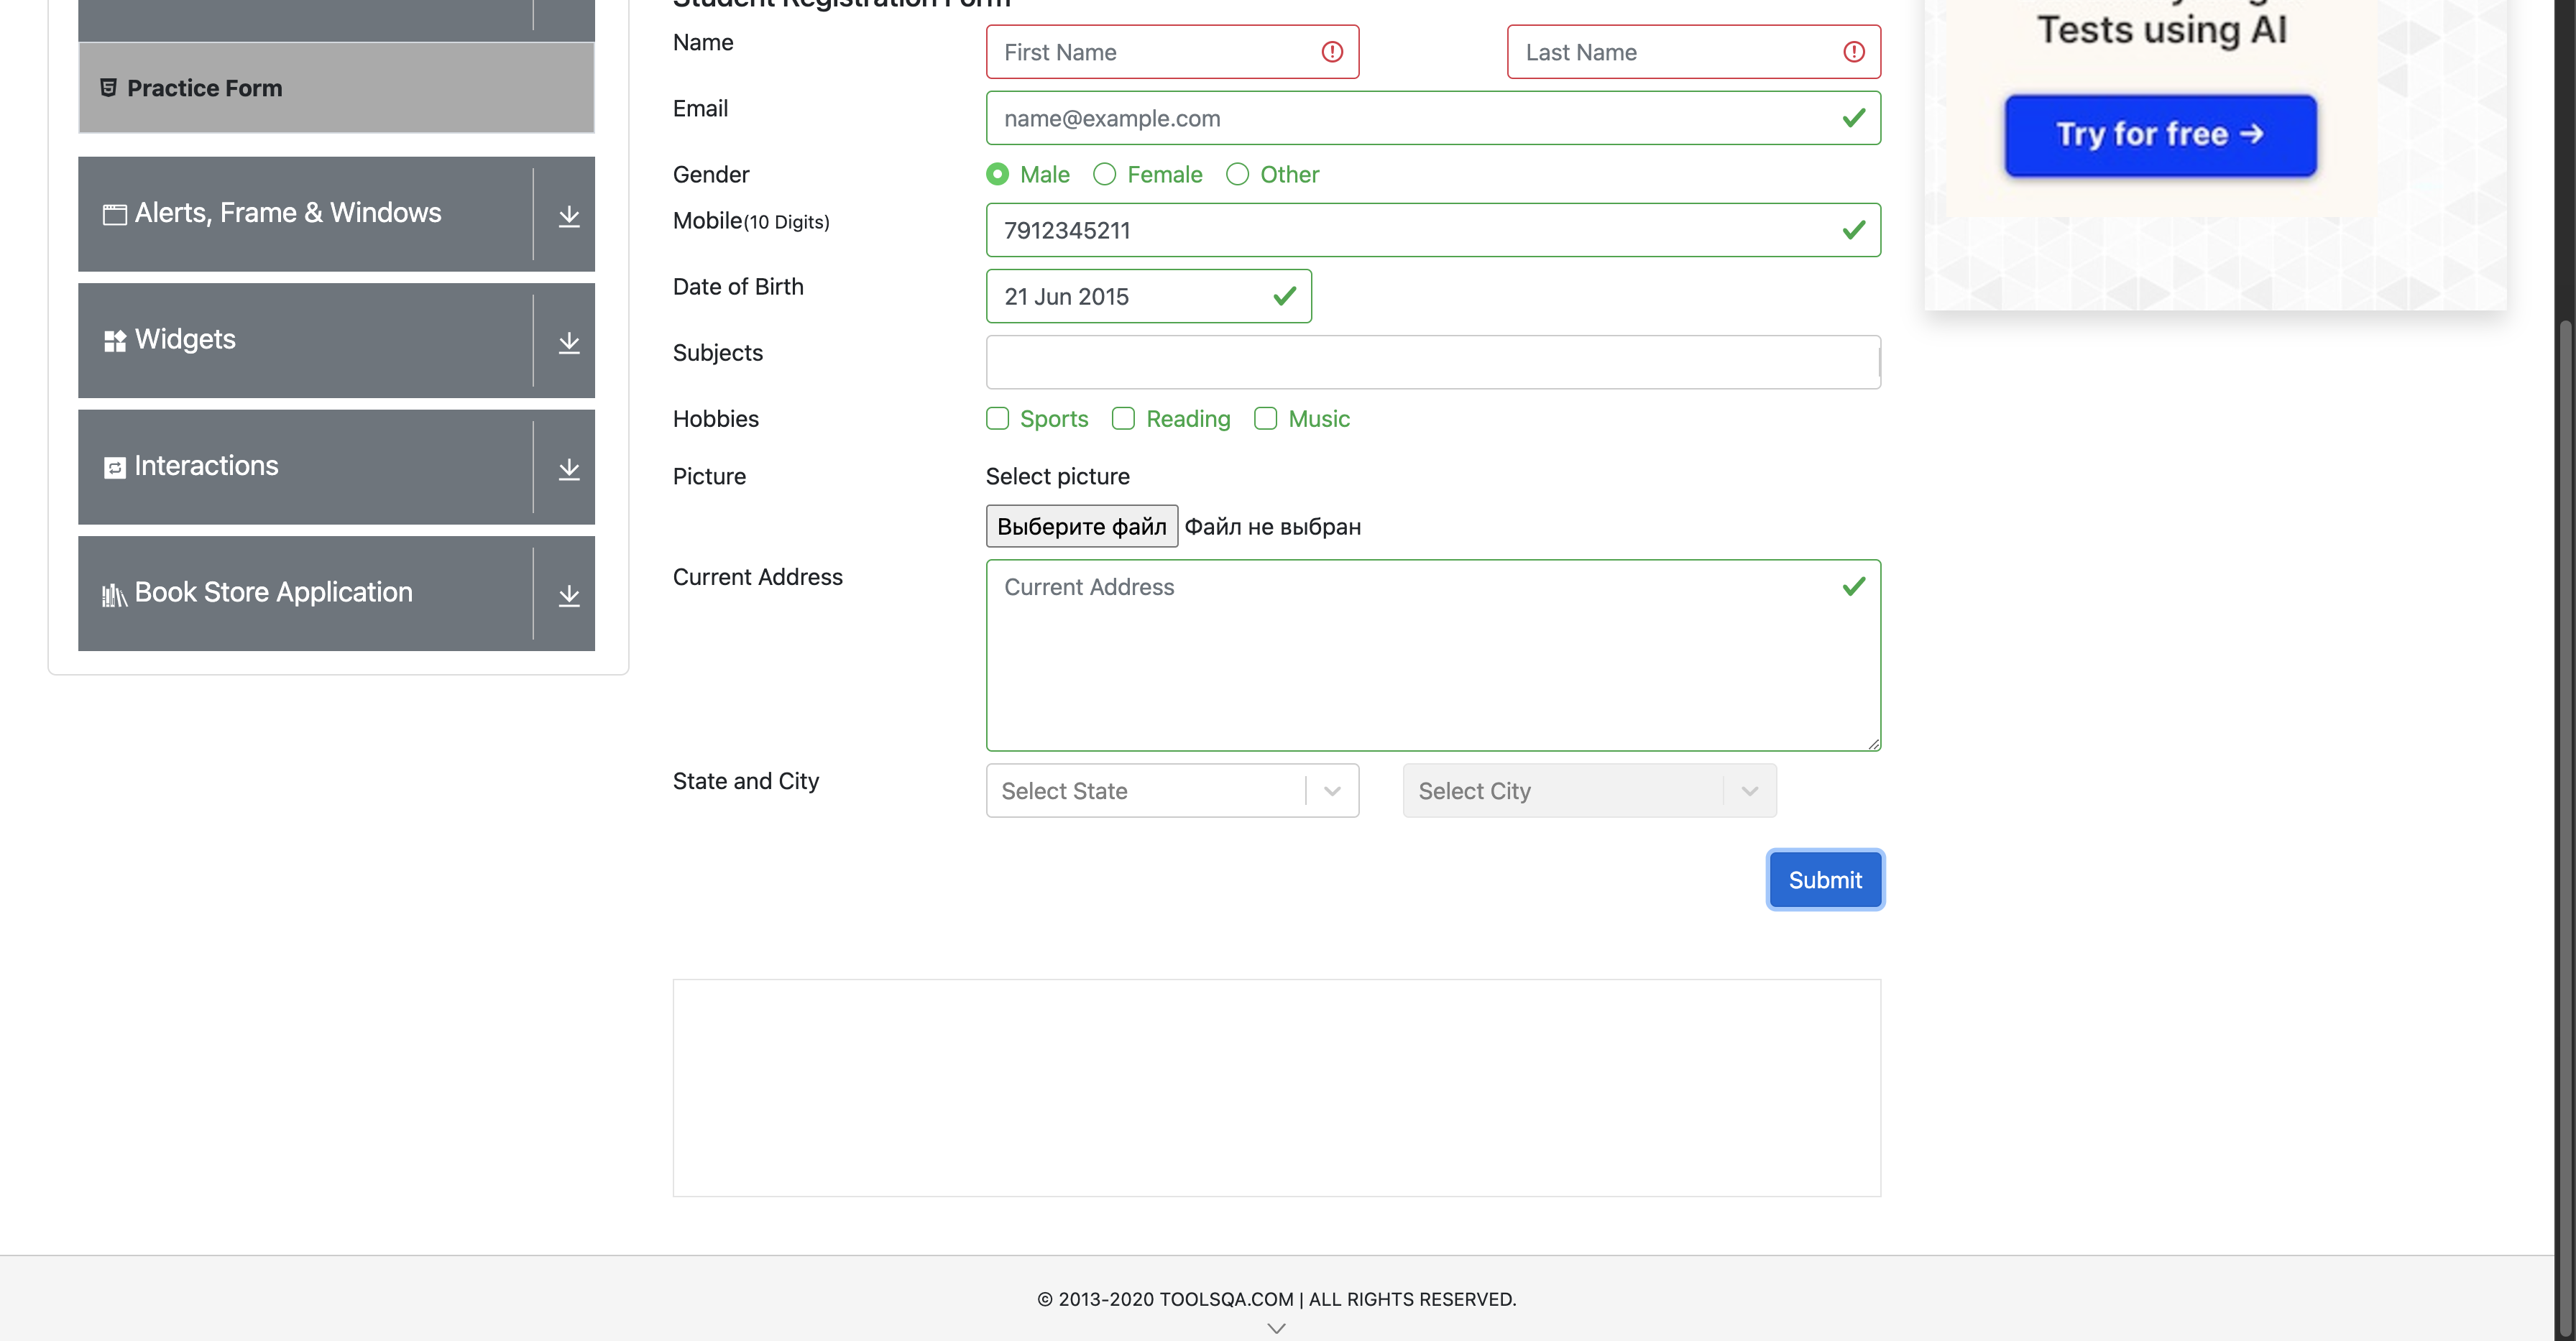 Student Registration Form
Practice Form
Alerts, Frame & Windows
Widgets
Interactions
Book Store Application
Name
First Name
Last Name
Email
name@example.com
Gender
Male
Female
Other
Mobile(10 Digits)
7912345211
Date of Birth
21 Jun 2015
Subjects
Hobbies
Sports
Reading
Music
Picture
Select picture
Выберите файл Файл не выбран
Current Address
Current Address
State and City
Select State
Select City
Submit
Tests using AI
Try for free →
© 2013-2020 TOOLSQA.COM | ALL RIGHTS RESERVED.